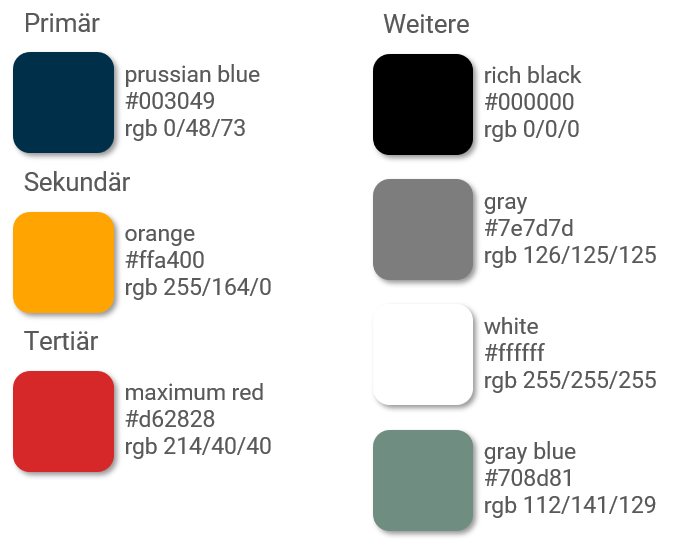 Primär
prussian blue
#003049
rgb 0/48/73
Sekundär
orange
#ffa400
rgb 255/164/0
Tertiär
maximum red
#d62828
rgb 214/40/40
Weitere
rich black
#000000
rgb 0/0/0
gray
#7e7d7d
rgb 126/125/125
white
#ffffff
rgb 255/255/255
gray blue
#708d81
rgb 112/141/129